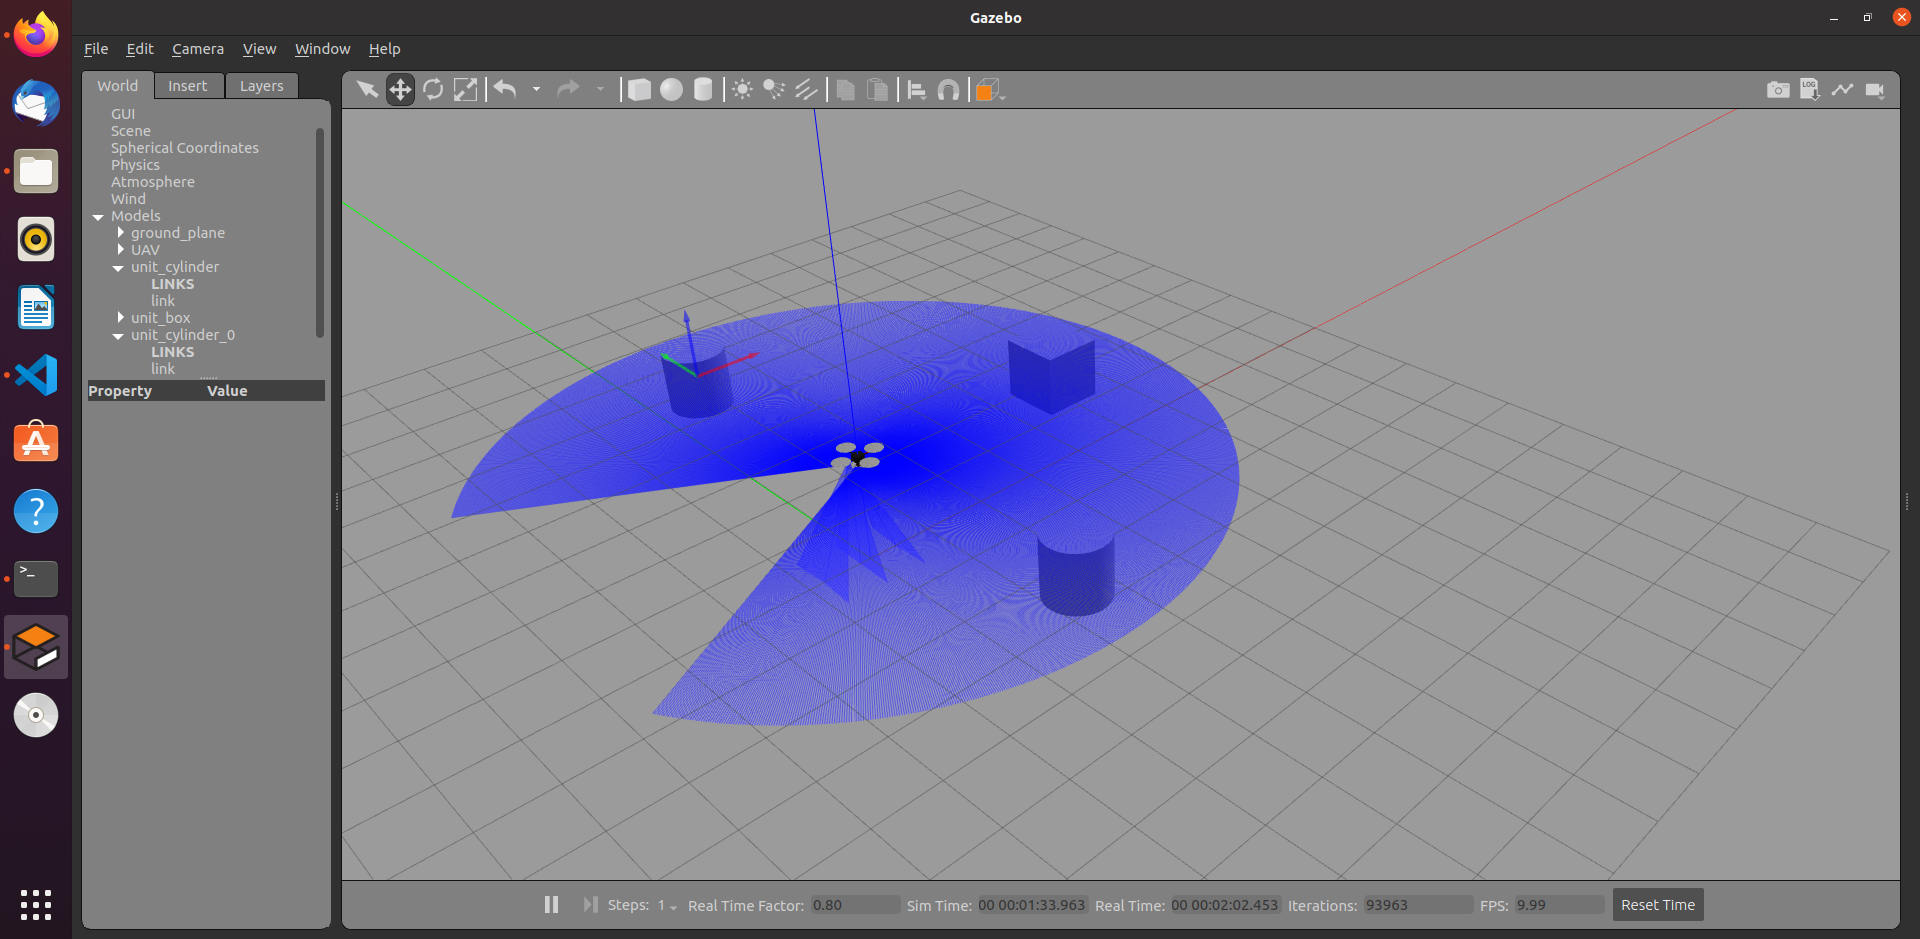 Gazebo
File Edit Camera View Window Help
World Insert Layers
GUI
Scene
Spherical Coordinates
Physics
Atmosphere
Wind
Models
ground_plane
UAV
unit_cylinder
LINKS
link
unit_box
unit_cylinder_0
LINKS
link
Property Value
LOG
Steps: 1 Real Time Factor: 0.80 Sim Time: 00 00:01:33.963 Real Time: 00 00:02:02.453 Iterations: 93963 FPS: 9.99 Reset Time